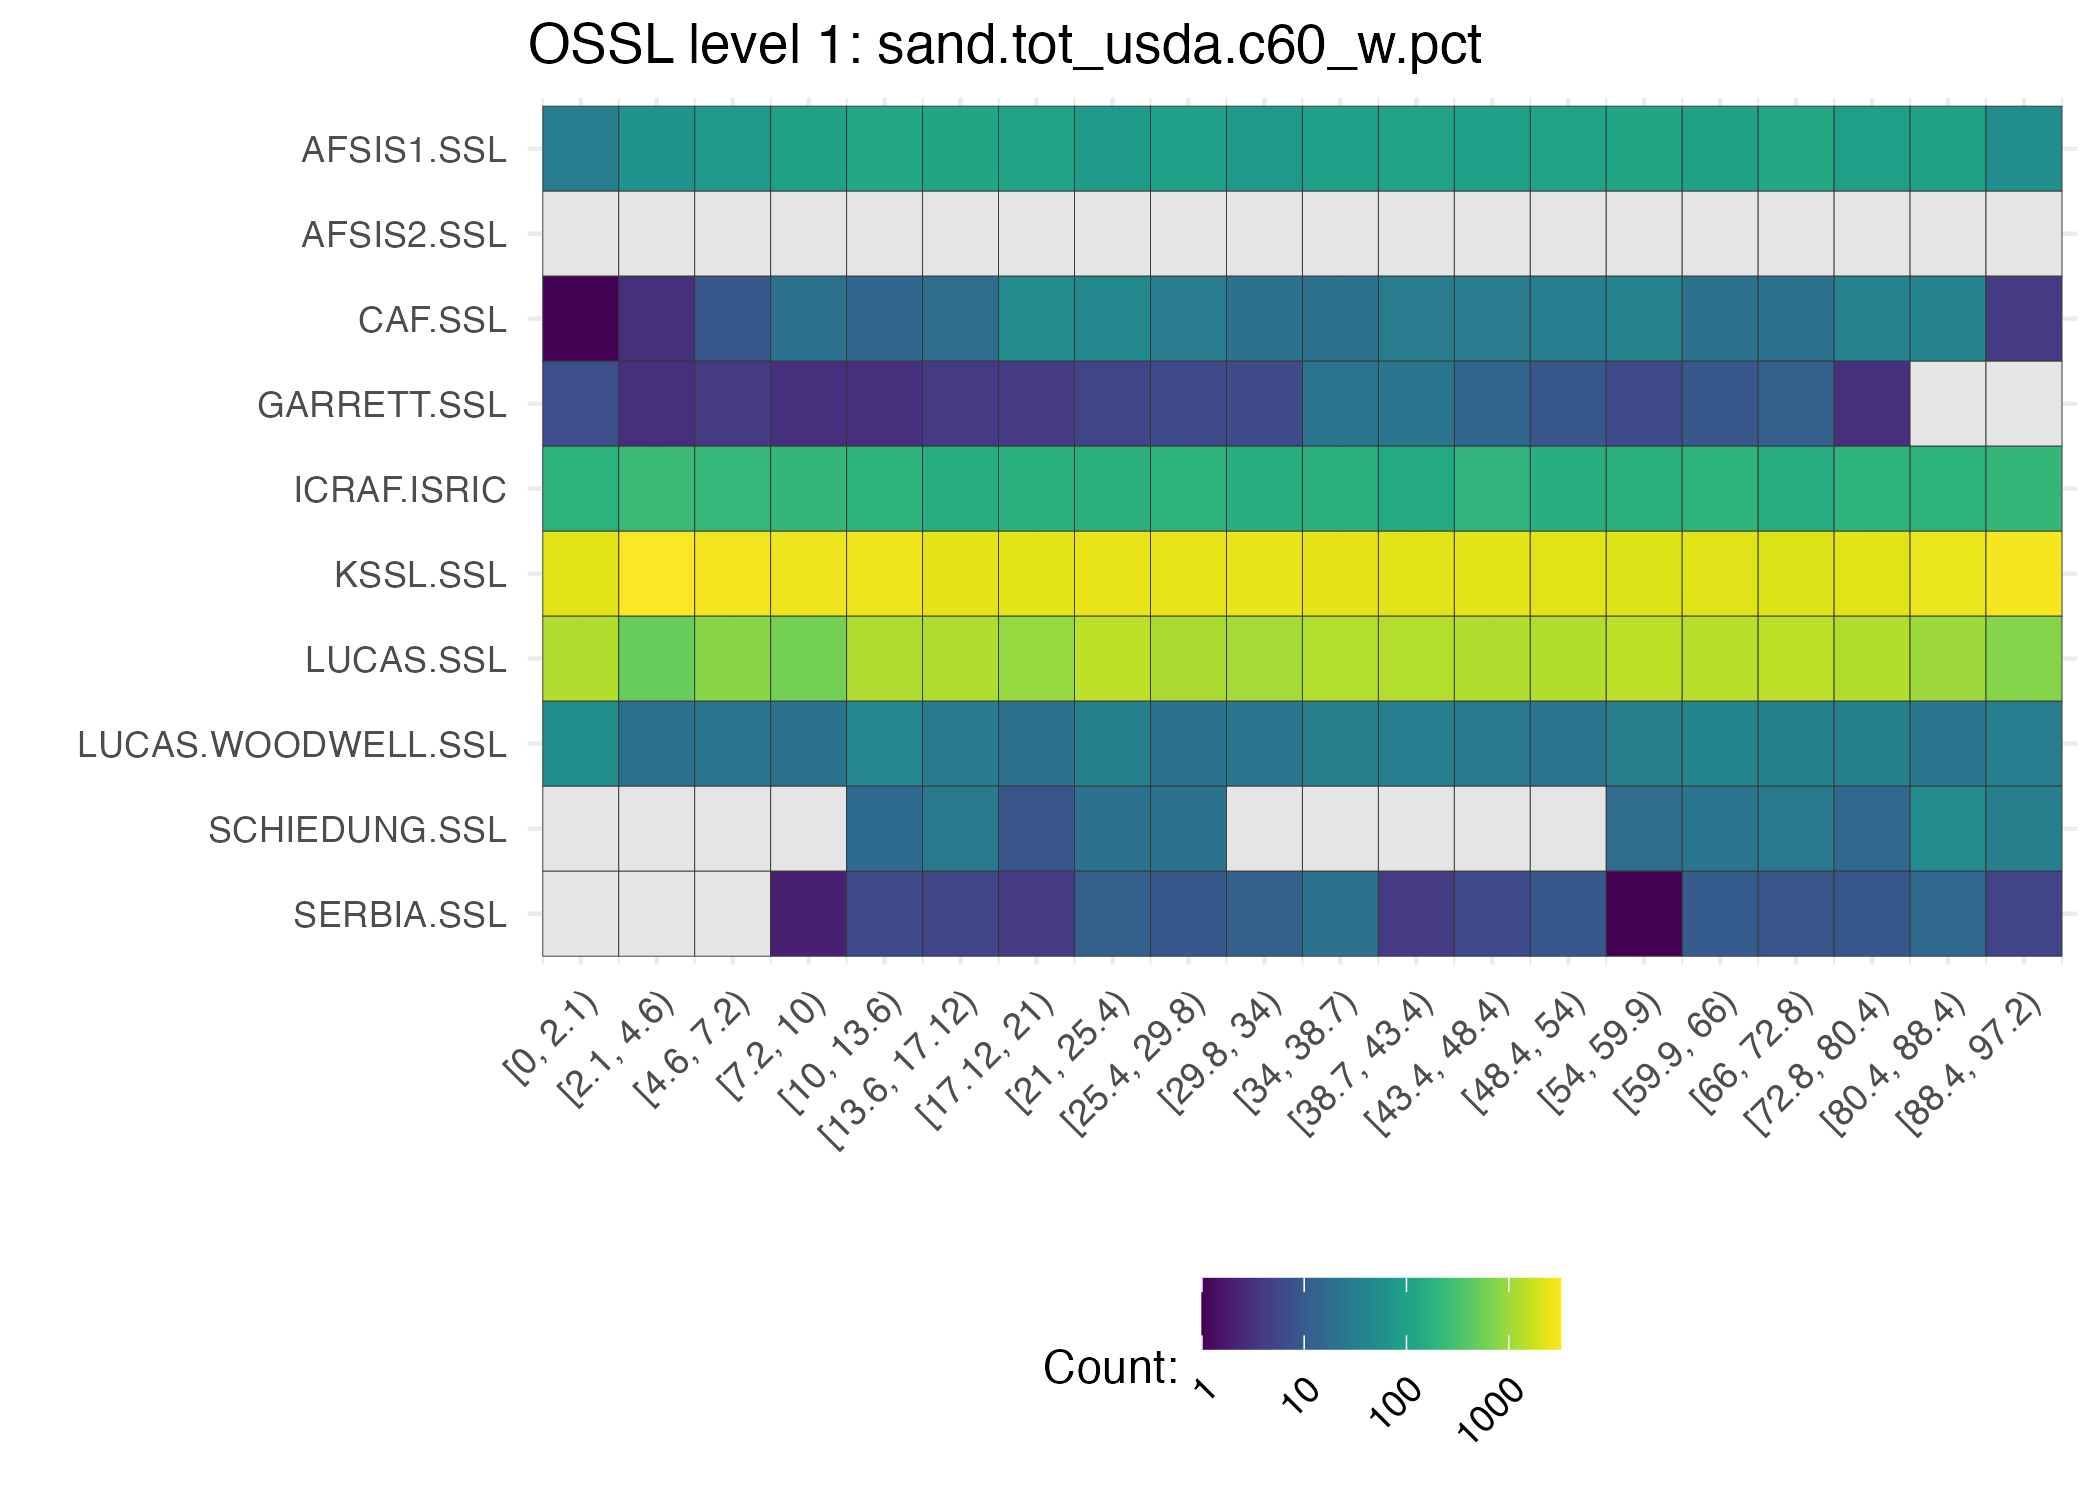 OSSL level 1: sand.tot_usda.c60_w.pct
AFSIS1.SSL
AFSIS2.SSL
CAF.SSL
GARRETT.SSL
ICRAF.ISRIC
KSSL.SSL
LUCAS.SSL
LUCAS.WOODWELL.SSL
SCHIEDUNG.SSL
SERBIA.SSL
[0, 2.1)
[2.1, 4.6)
[4.6, 7.2)
[7.2, 10)
[10, 13.6)
[13.6, 17.12)
[17.12, 21)
[21, 25.4)
[25.4, 29.8)
[29.8, 34)
[34, 38.7)
[38.7, 43.4)
[43.4, 48.4)
[48.4, 54)
[54, 59.9)
[59.9, 66)
[66, 72.8)
[72.8, 80.4)
[80.4, 88.4)
[88.4, 97.2)
Count:
1
10
100
1000